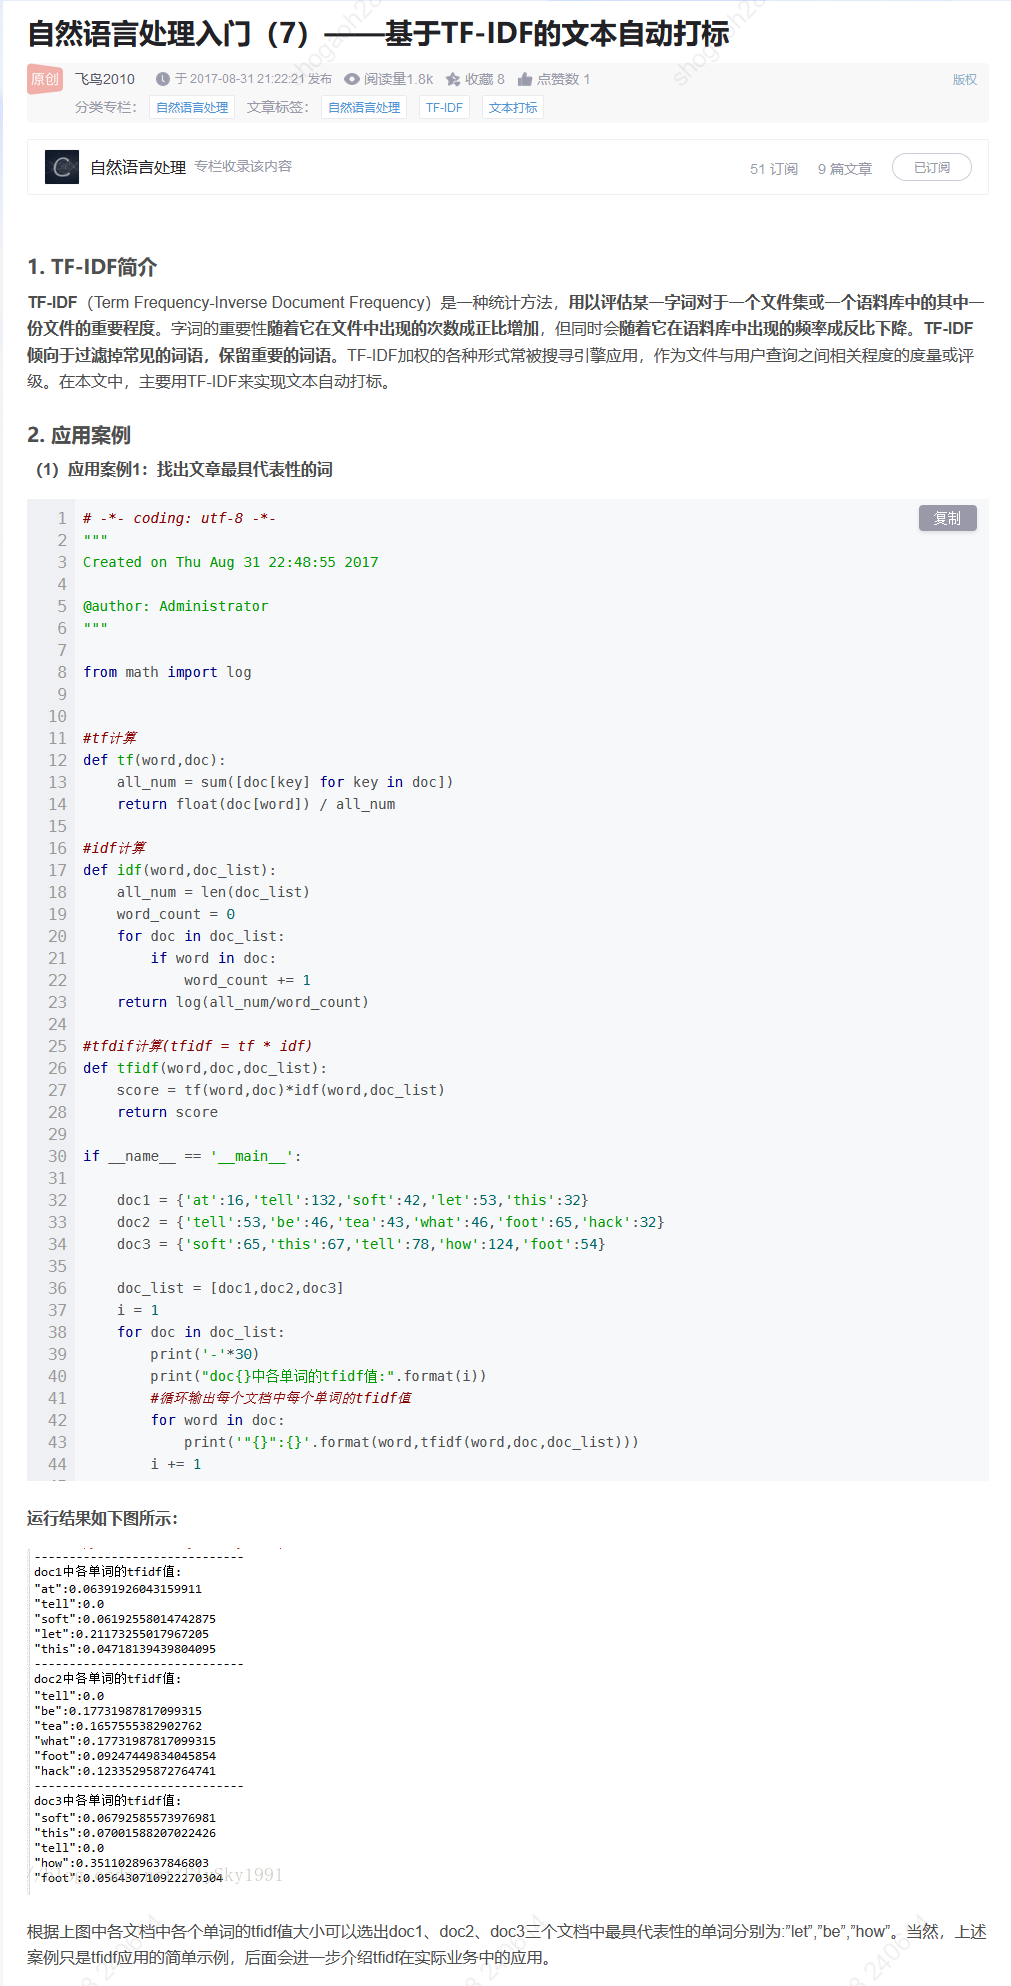 自然语言处理入门（7）——基于TF-IDF的文本自动打标
原创 飞鸟2010 于 2017-08-31 21:22:21 发布 阅读量1.8k 收藏 8 点赞数 1 版权
分类专栏： 自然语言处理 文章标签： 自然语言处理 TF-IDF 文本打标
自然语言处理 专栏收录该内容 51 订阅 9 篇文章 已订阅
1. TF-IDF简介
TF-IDF（Term Frequency-Inverse Document Frequency）是一种统计方法，用以评估某一字词对于一个文件集或一个语料库中的其中一
份文件的重要程度。字词的重要性随着它在文件中出现的次数成正比增加，但同时会随着它在语料库中出现的频率成反比下降。TF-IDF
倾向于过滤掉常见的词语，保留重要的词语。TF-IDF加权的各种形式常被搜寻引擎应用，作为文件与用户查询之间相关程度的度量或评
级。在本文中，主要用TF-IDF来实现文本自动打标。
2. 应用案例
（1）应用案例1：找出文章最具代表性的词
复制
1 # -*- coding: utf-8 -*-
2 """
3 Created on Thu Aug 31 22:48:55 2017
4
5 @author: Administrator
6 """
7
8 from math import log
9
10
11 #tf计算
12 def tf(word,doc):
13     all_num = sum([doc[key] for key in doc])
14     return float(doc[word]) / all_num
15
16 #idf计算
17 def idf(word,doc_list):
18     all_num = len(doc_list)
19     word_count = 0
20     for doc in doc_list:
21         if word in doc:
22             word_count += 1
23     return log(all_num/word_count)
24
25 #tfdif计算(tfidf = tf * idf)
26 def tfidf(word,doc,doc_list):
27     score = tf(word,doc)*idf(word,doc_list)
28     return score
29
30 if __name__ == '__main__':
31
32     doc1 = {'at':16,'tell':132,'soft':42,'let':53,'this':32}
33     doc2 = {'tell':53,'be':46,'tea':43,'what':46,'foot':65,'hack':32}
34     doc3 = {'soft':65,'this':67,'tell':78,'how':124,'foot':54}
35
36     doc_list = [doc1,doc2,doc3]
37     i = 1
38     for doc in doc_list:
39         print('-'*30)
40         print("doc{}中各单词的tfidf值:".format(i))
41         #循环输出每个文档中每个单词的tfidf值
42         for word in doc:
43             print('"{}":{}'.format(word,tfidf(word,doc,doc_list)))
44         i += 1
运行结果如下图所示：
------------------------------
doc1中各单词的tfidf值:
"at":0.06391926043159911
"tell":0.0
"soft":0.06192558014742875
"let":0.21173255017967205
"this":0.04718139439804095
------------------------------
doc2中各单词的tfidf值:
"tell":0.0
"be":0.17731987817099315
"tea":0.1657555382902762
"what":0.17731987817099315
"foot":0.09247449834045854
"hack":0.12335295872764741
------------------------------
doc3中各单词的tfidf值:
"soft":0.06792585573976981
"this":0.07001588207022426
"tell":0.0
"how":0.35110289637846803
"foot":0.056430710922270304
根据上图中各文档中各个单词的tfidf值大小可以选出doc1、doc2、doc3三个文档中最具代表性的单词分别为:”let”,”be”,”how”。当然，上述
案例只是tfidf应用的简单示例，后面会进一步介绍tfidf在实际业务中的应用。